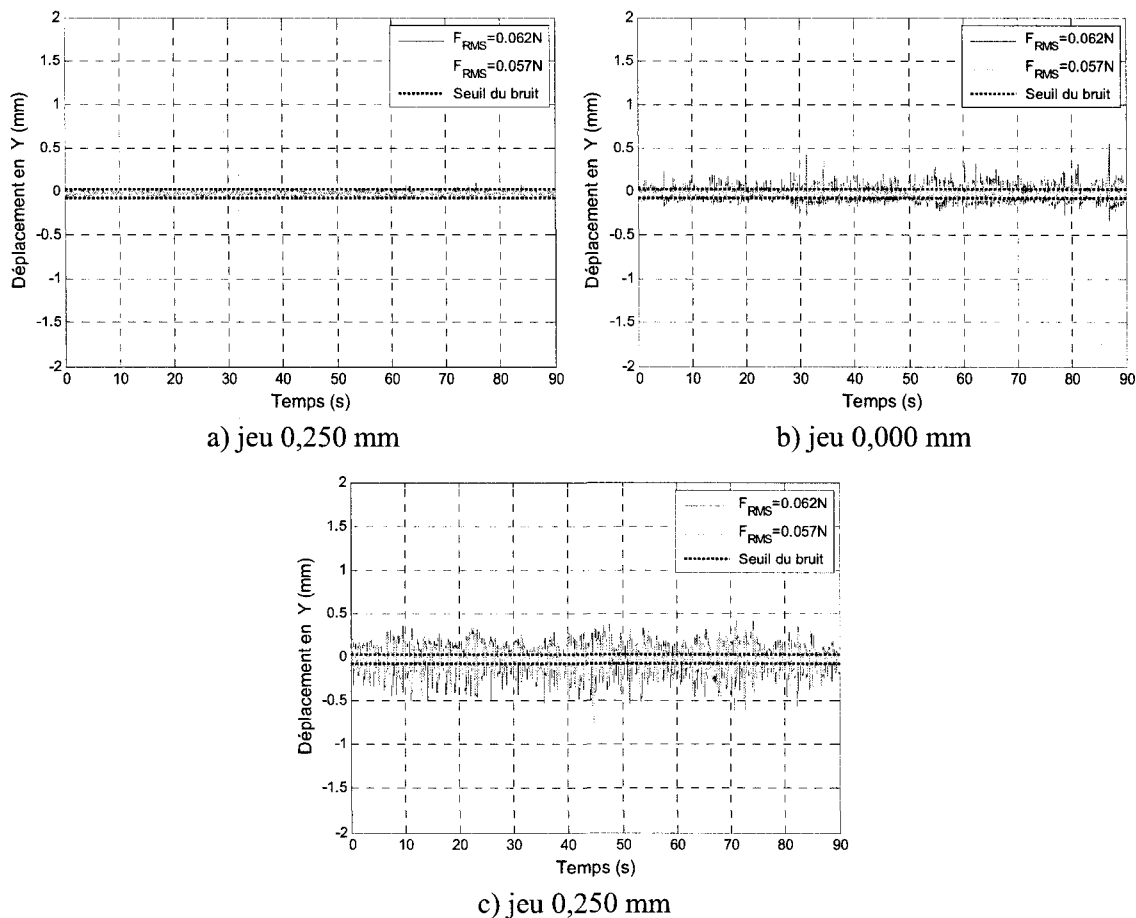 2
1.5
1
0.5
0
-0.5
-1
-1.5
-2
Déplacement en Y (mm)
0 10 20 30 40 50 60 70 80 90
Temps (s)
F_RMS=0.062N
F_RMS=0.057N
Seuil du bruit
a) jeu 0,250 mm
2
1.5
1
0.5
0
-0.5
-1
-1.5
-2
Déplacement en Y (mm)
0 10 20 30 40 50 60 70 80 90
Temps (s)
F_RMS=0.062N
F_RMS=0.057N
Seuil du bruit
b) jeu 0,000 mm
2
1.5
1
0.5
0
-0.5
-1
-1.5
-2
Déplacement en Y (mm)
0 10 20 30 40 50 60 70 80 90
Temps (s)
F_RMS=0.062N
F_RMS=0.057N
Seuil du bruit
c) jeu 0,250 mm